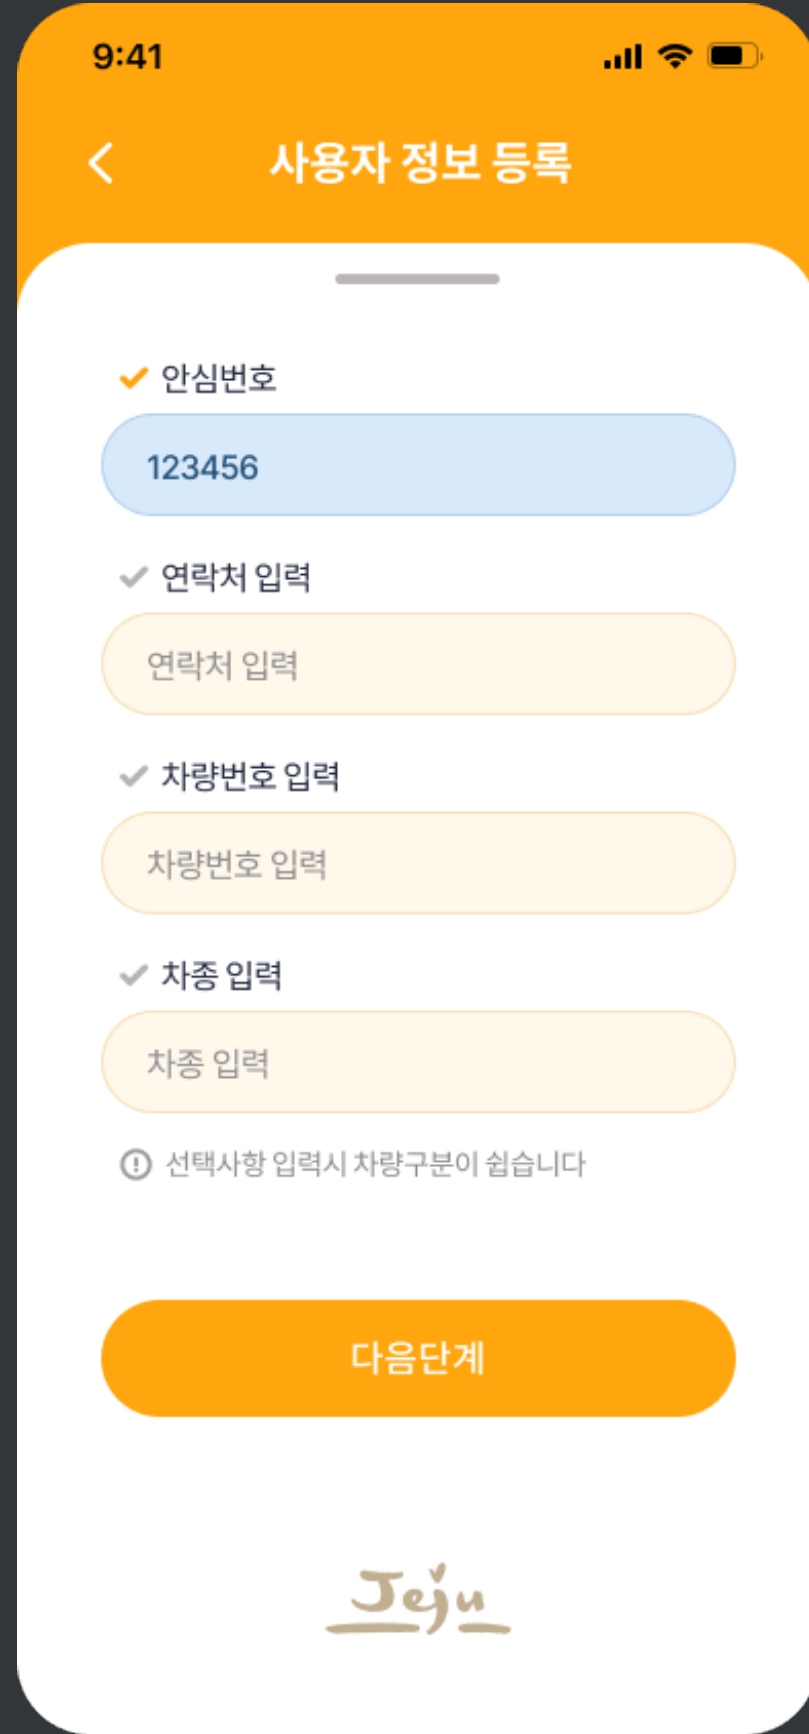 9:41
사용자 정보 등록
안심번호
123456
연락처 입력
연락처 입력
차량번호 입력
차량번호 입력
차종 입력
차종 입력
선택사항 입력시 차량구분이 쉽습니다
다음단계
Jeju